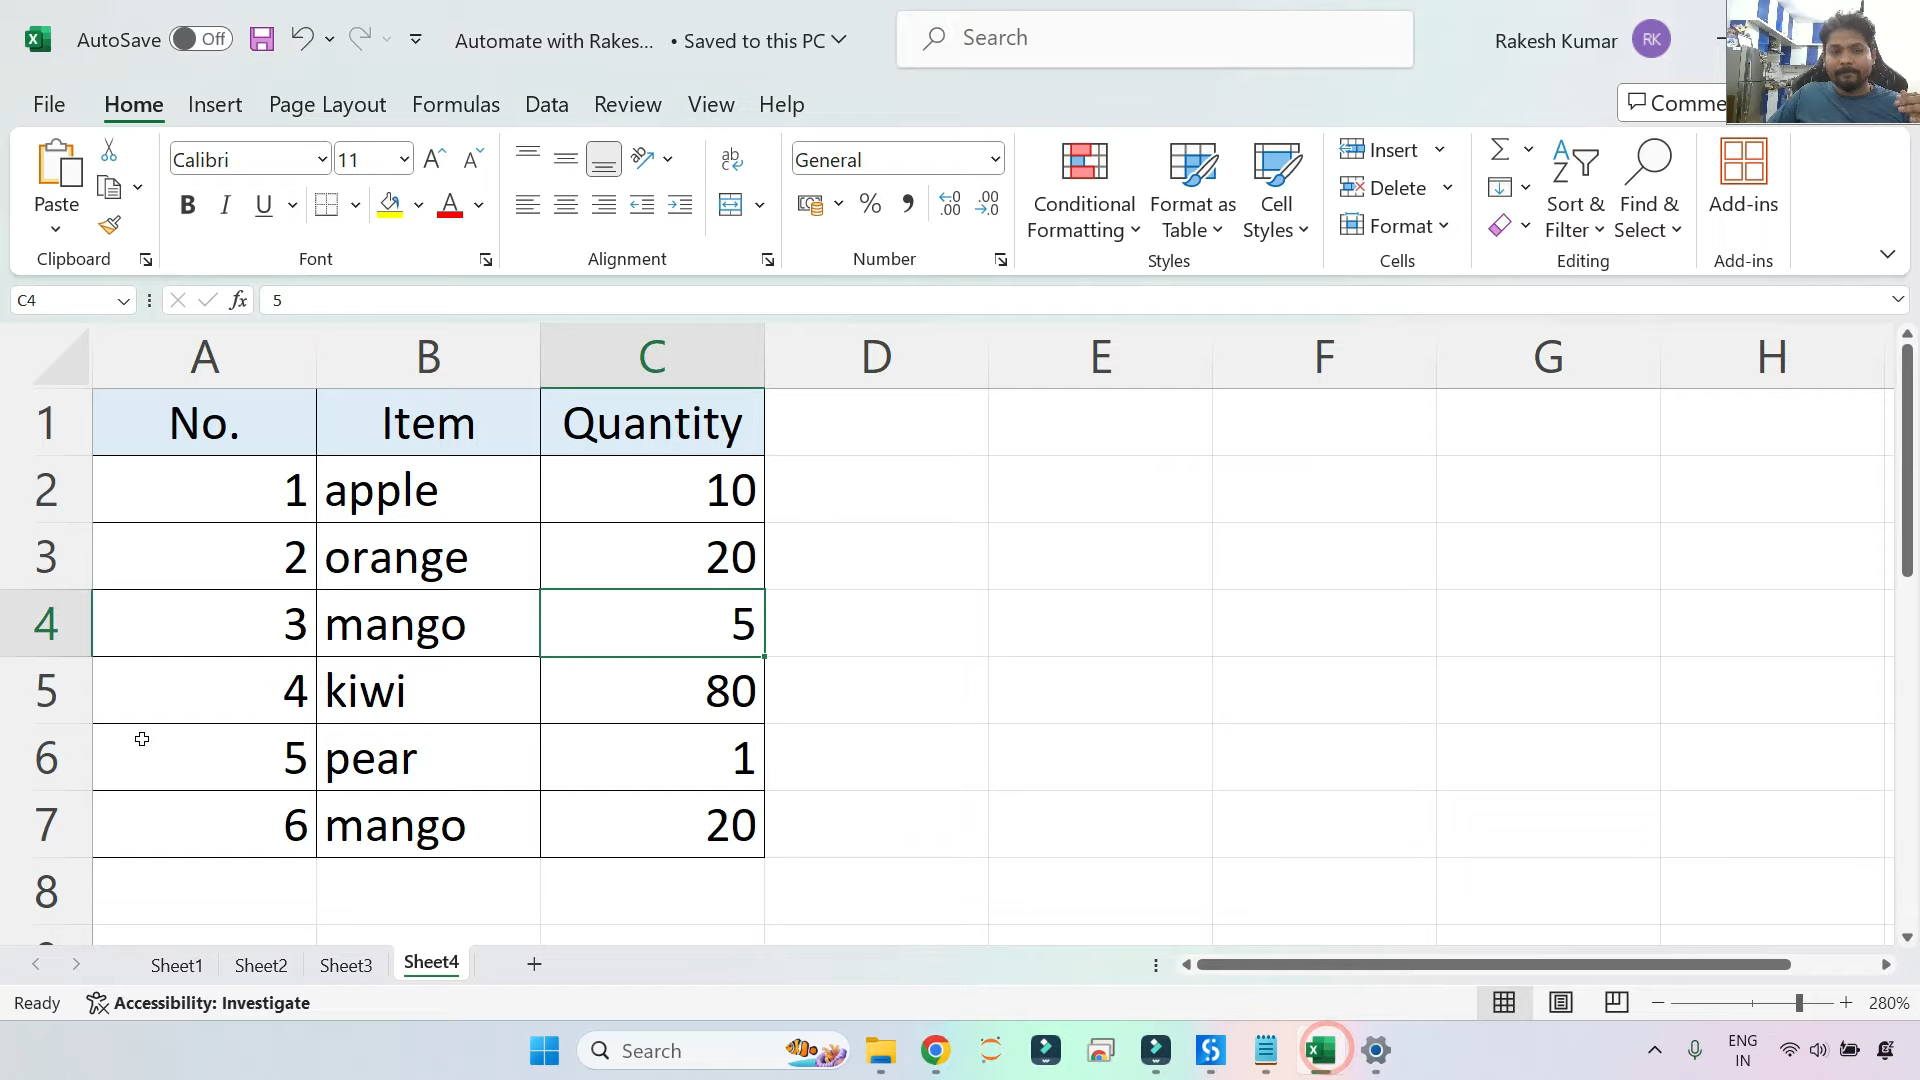 AutoSave Off Automate with Rakes... • Saved to this PC Search Rakesh Kumar RK
File Home Insert Page Layout Formulas Data Review View Help Comme
Paste Calibri 11 B I U A ab General % Conditional Formatting Format as Table Cell Styles Insert Delete Format Sort & Filter Find & Select Add-ins
Clipboard Font Alignment Number Styles Cells Editing Add-ins
C4 fx 5
A B C D E F G H
1 No. Item Quantity
2 1 apple 10
3 2 orange 20
4 3 mango 5
5 4 kiwi 80
6 5 pear 1
7 6 mango 20
8
Sheet1 Sheet2 Sheet3 Sheet4
Ready Accessibility: Investigate 280%
Search ENG
IN